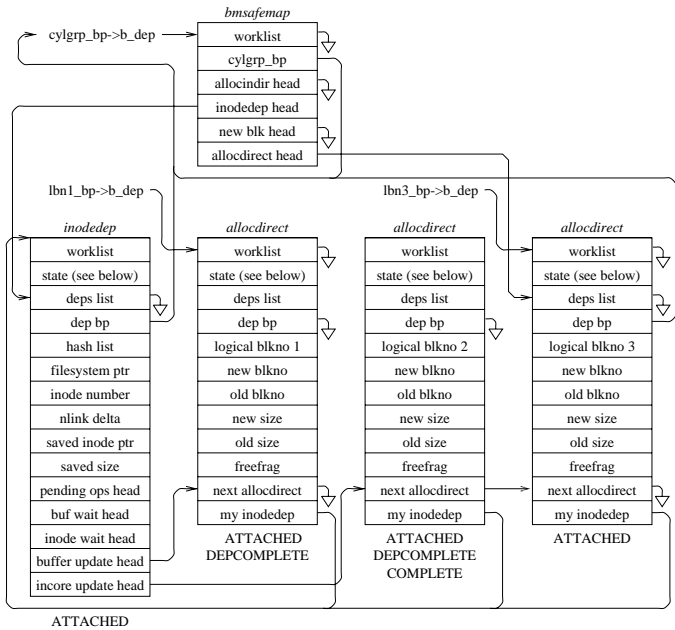 bmsafemap
cylgrp_bp->b_dep
worklist
cylgrp_bp
allocindir head
inodedep head
new blk head
allocdirect head
lbn1_bp->b_dep
lbn3_bp->b_dep
inodedep
worklist
state (see below)
deps list
dep bp
hash list
filesystem ptr
inode number
nlink delta
saved inode ptr
saved size
pending ops head
buf wait head
inode wait head
buffer update head
incore update head
ATTACHED
allocdirect
worklist
state (see below)
deps list
dep bp
logical blkno 1
new blkno
old blkno
new size
old size
freefrag
next allocdirect
my inodedep
ATTACHED
DEPCOMPLETE
allocdirect
worklist
state (see below)
deps list
dep bp
logical blkno 2
new blkno
old blkno
new size
old size
freefrag
next allocdirect
my inodedep
ATTACHED
DEPCOMPLETE
COMPLETE
allocdirect
worklist
state (see below)
deps list
dep bp
logical blkno 3
new blkno
old blkno
new size
old size
freefrag
next allocdirect
my inodedep
ATTACHED